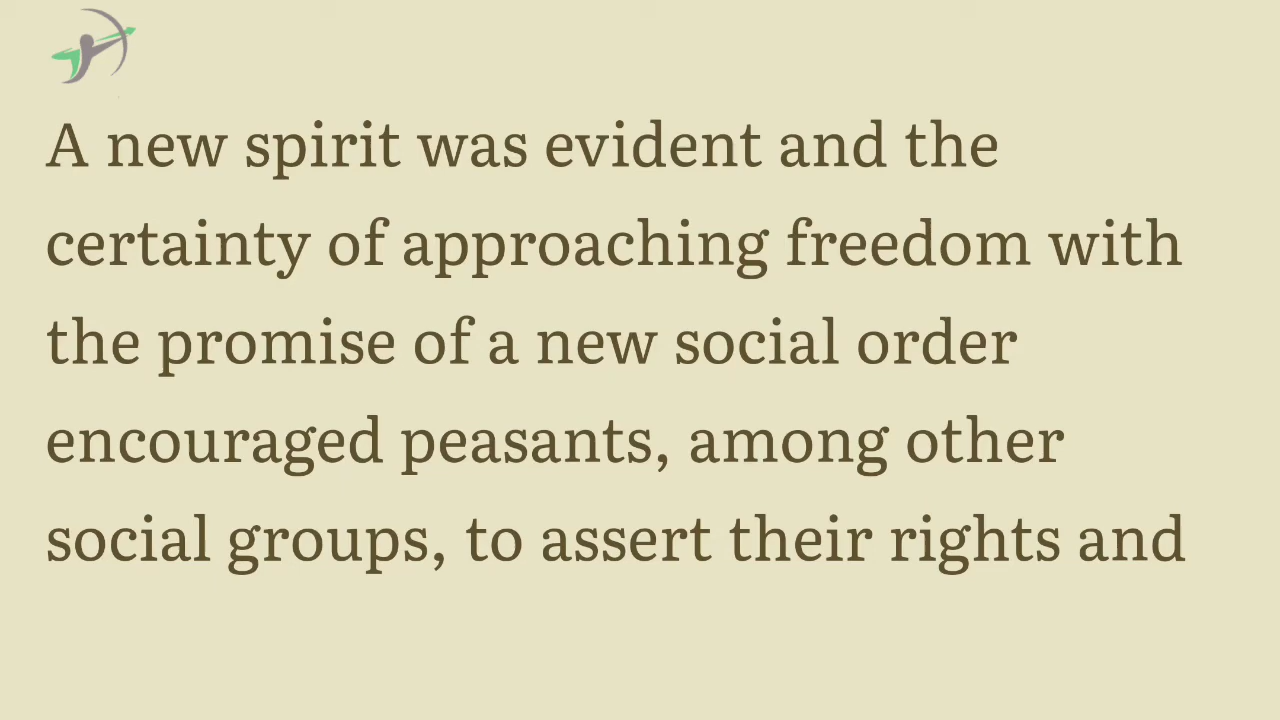 A new spirit was evident and the
certainty of approaching freedom with
the promise of a new social order
encouraged peasants, among other
social groups, to assert their rights and